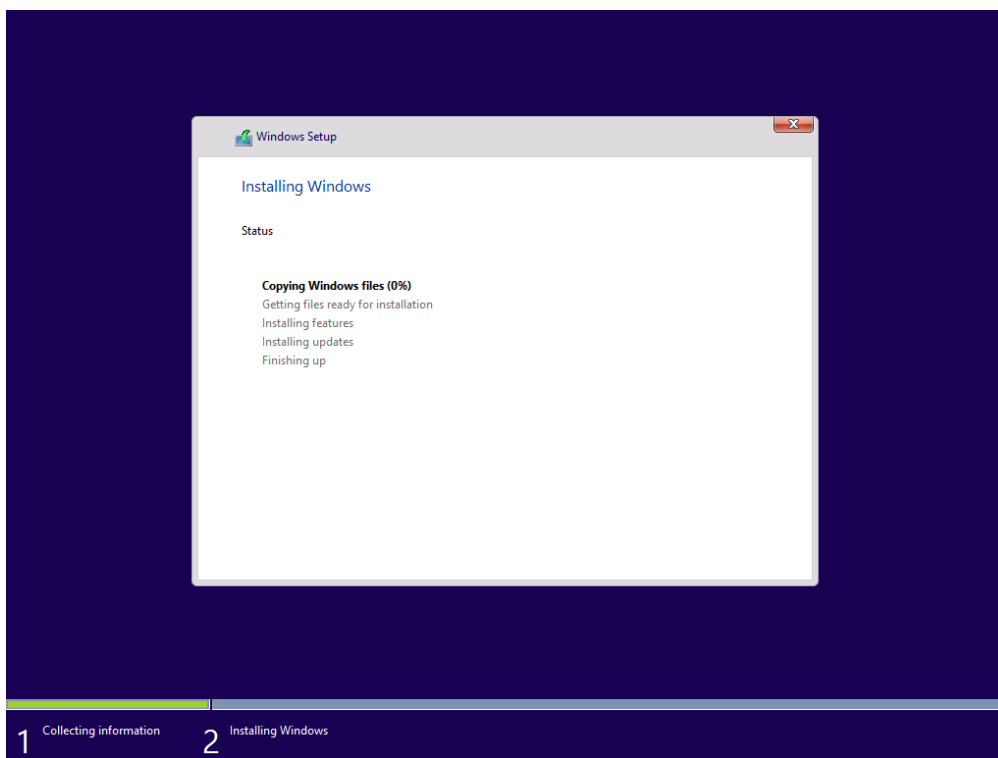 Windows Setup
Installing Windows
Status
Copying Windows files (0%)
Getting files ready for installation
Installing features
Installing updates
Finishing up
1 Collecting information 2 Installing Windows